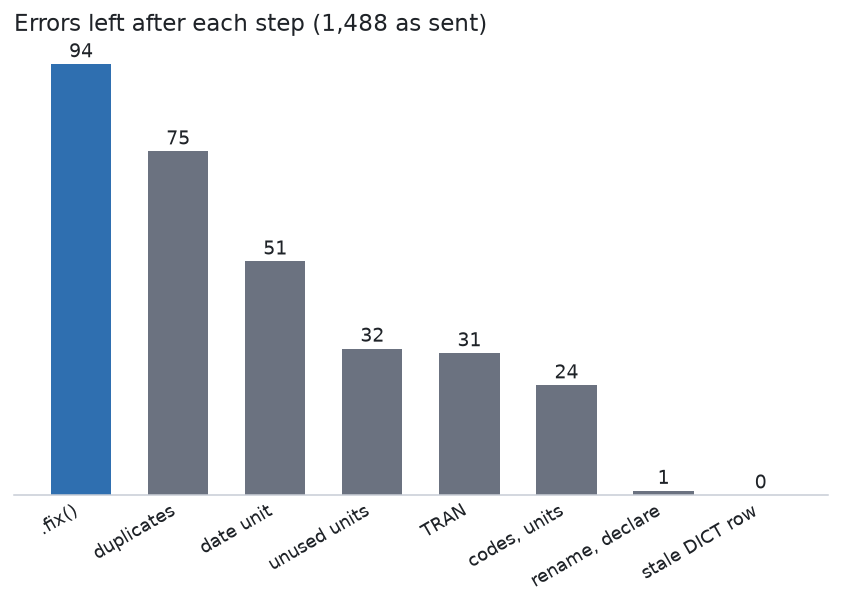 Errors left after each step (1,488 as sent)
94
75
51
32
31
24
1
0
.fix()
duplicates
date unit
unused units
TRAN
codes, units
rename, declare
stale DICT row